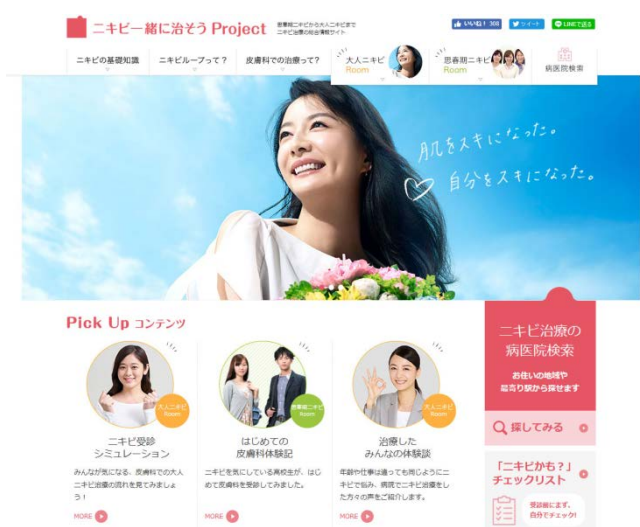 ニキビ一緒に治そう Project
思春期ニキビから大人ニキビまで
ニキビ治療の総合情報サイト
いいね！ 308
ツイート
LINEで送る
ニキビの基礎知識
ニキビループって？
皮膚科での治療って？
大人ニキビ
Room
思春期ニキビ
Room
病医院検索
肌をスキになった。
自分をスキになった。
Pick Up コンテンツ
大人ニキビ
Room
ニキビ受診
シミュレーション
みんなが気になる、皮膚科での大人
ニキビ治療の流れを見てみましょ
う！
MORE
思春期ニキビ
Room
はじめての
皮膚科体験記
ニキビを気にしている高校生が、はじ
めて皮膚科を受診してみました。
MORE
大人ニキビ
Room
治療した
みんなの体験談
年齢や仕事は違っても同じようにニ
キビで悩み、病院でニキビ治療をし
た方々の声をご紹介します。
MORE
ニキビ治療の
病医院検索
お住いの地域や
最寄り駅から探せます
探してみる
「ニキビかも？」
チェックリスト
受診前にまず、
自分でチェック!